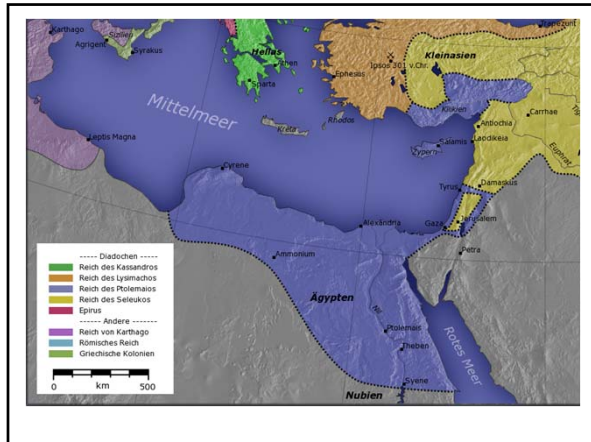 Karthago
Sizilien
Agrigent
Syrakus
Hellas
Athen
Sparta
Trapezunt
Ipsos 301 v.Chr.
Kleinasien
Ephesus
Mittelmeer
Kreta
Rhodos
Kilikien
Zypern
Salamis
Antiochia
Laodikeia
Carrhae
Euphrat
Leptis Magna
Cyrene
Tyrus
Damaskus
Alexándria
Gaza
Jerusalem
Petra
Ammonium
Ägypten
Nil
Ptolemais
Theben
Rotes Meer
Syene
Nubien
----- Diadochen -----
Reich des Kassandros
Reich des Lysimachos
Reich des Ptolemaios
Reich des Seleukos
Epirus
----- Andere -----
Reich von Karthago
Römisches Reich
Griechische Kolonien
0 km 500